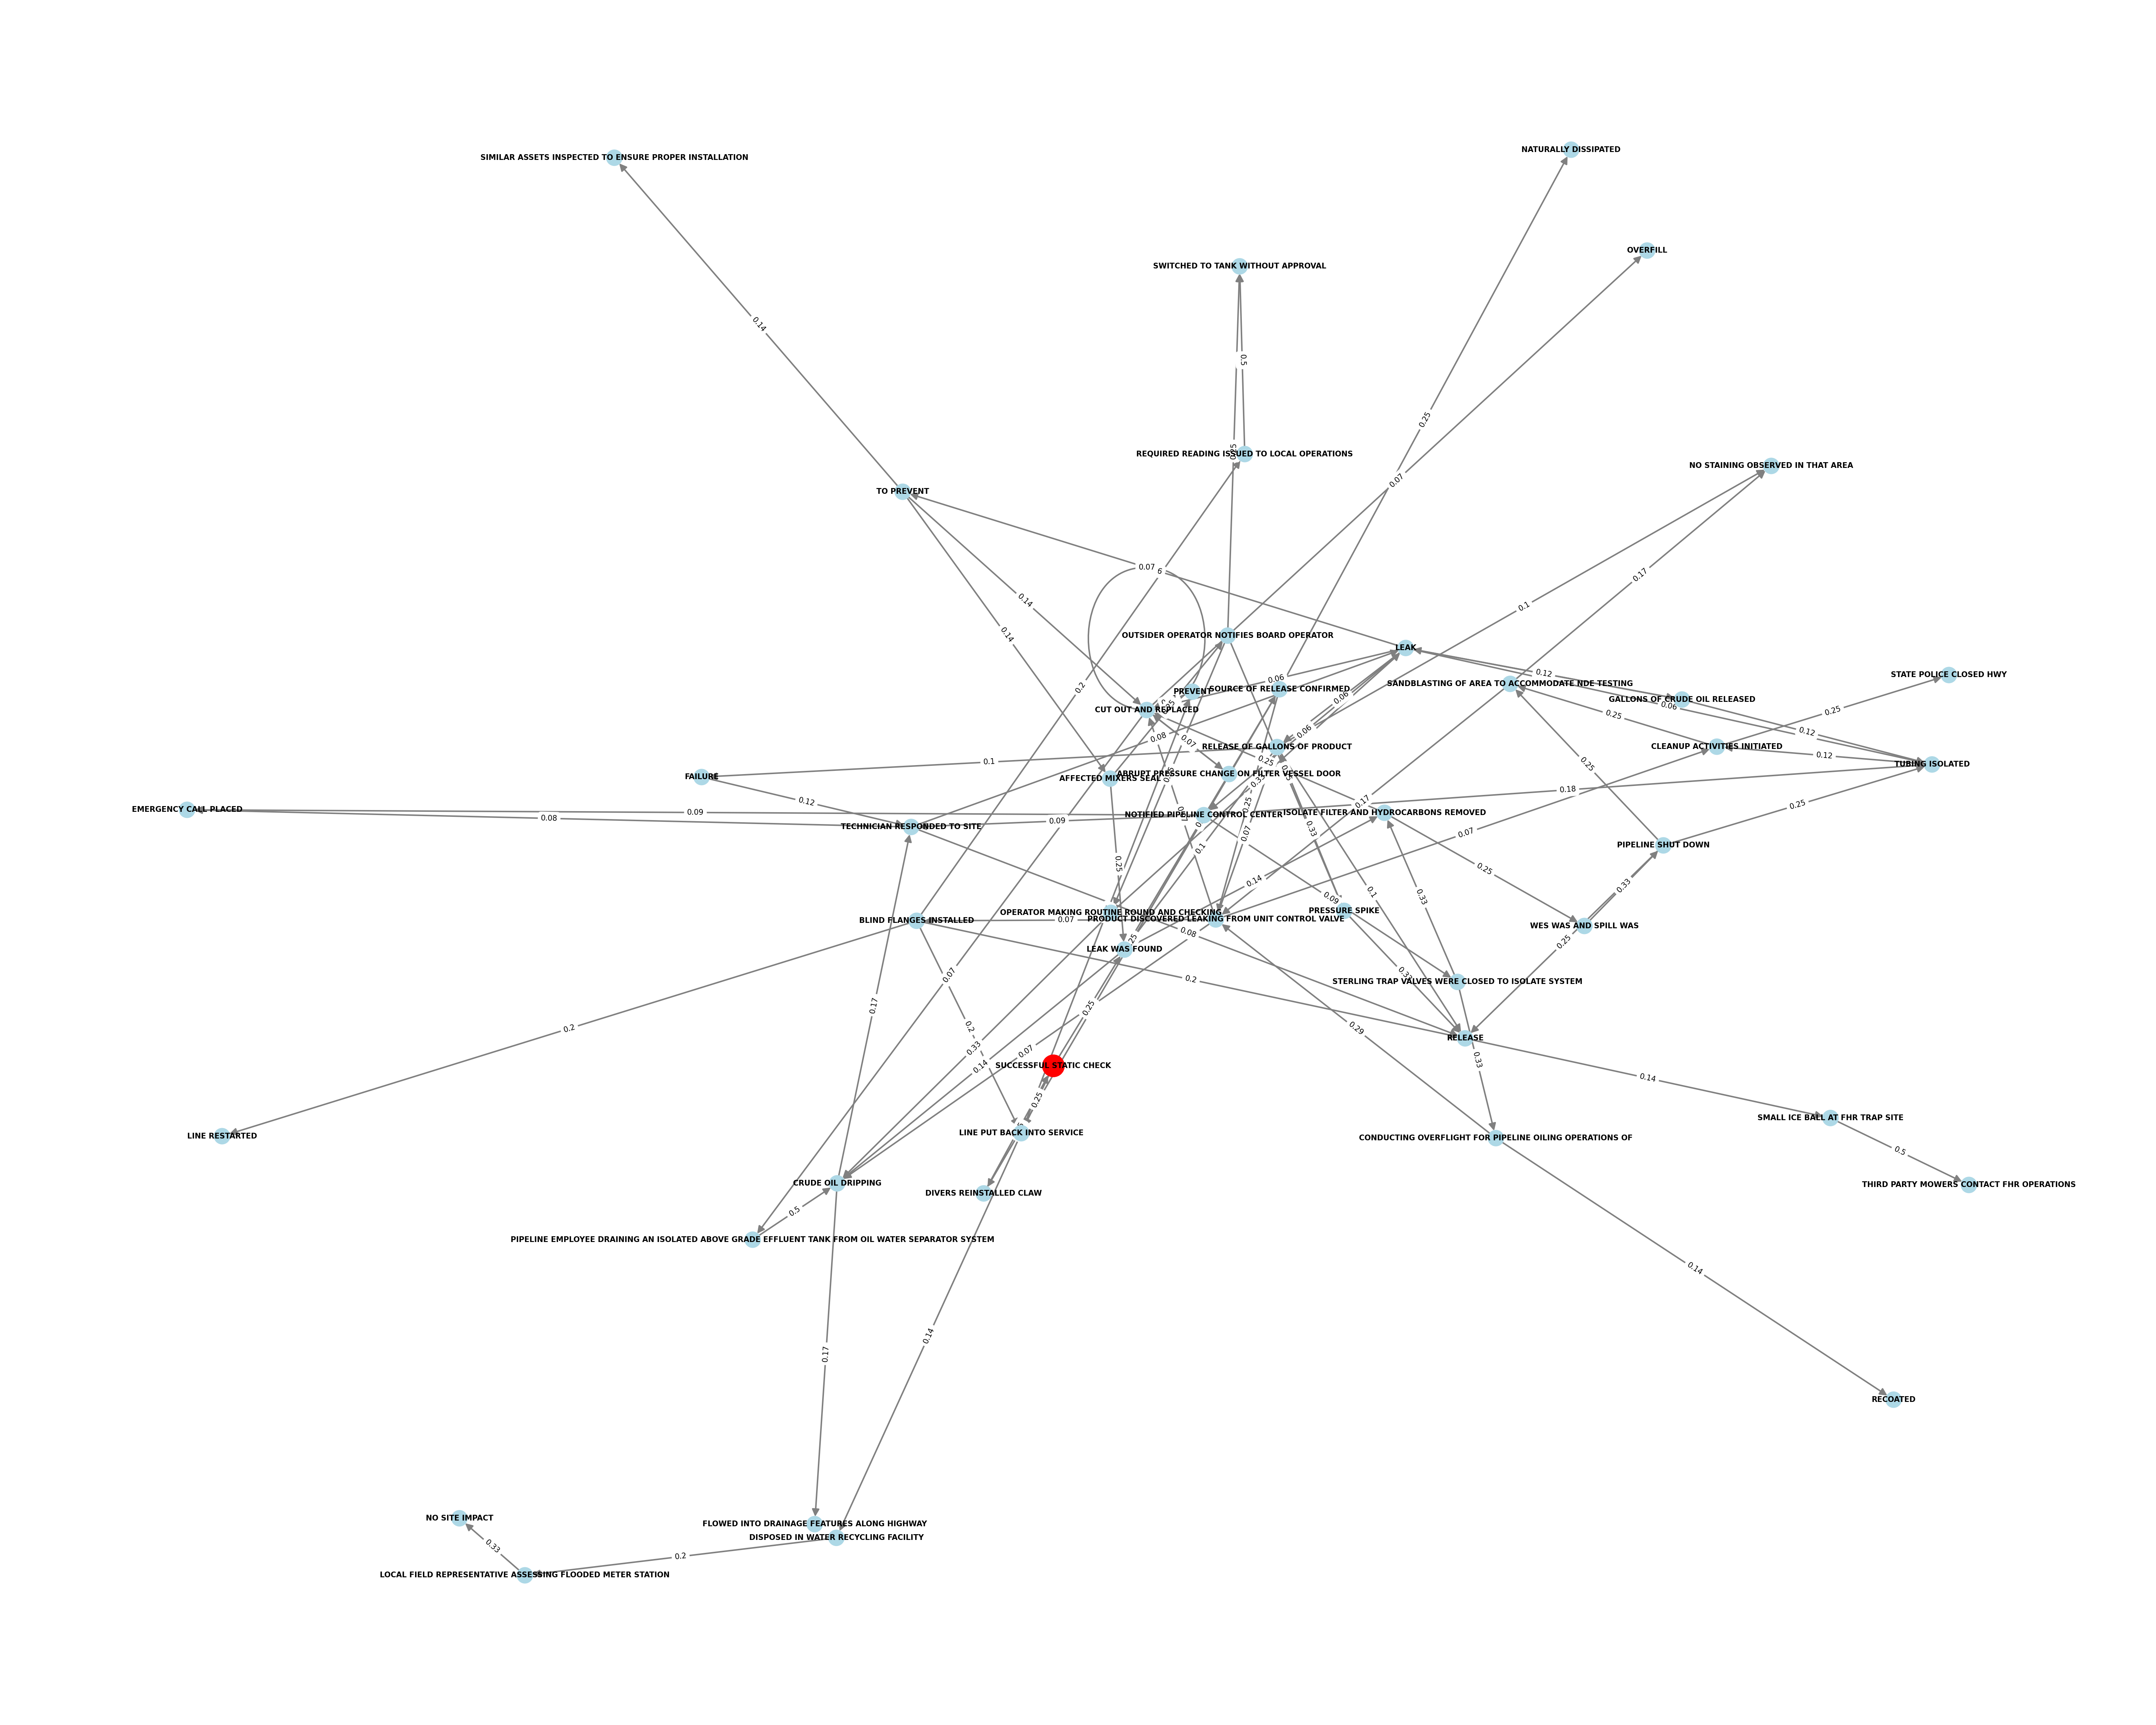 NATURALLY DISSIPATED
SIMILAR ASSETS INSPECTED TO ENSURE PROPER INSTALLATION
OVERFILL
SWITCHED TO TANK WITHOUT APPROVAL
0.14
0.5
0.25
REQUIRED READING ISSUED TO LOCAL OPERATIONS
NO STAINING OBSERVED IN THAT AREA
0.07
TO PREVENT
0.07
0.17
0.14
0.1
0.14
OUTSIDER OPERATOR NOTIFIES BOARD OPERATOR
LEAK
0.12
STATE POLICE CLOSED HWY
0.06
SANDBLASTING OF AREA TO ACCOMMODATE NDE TESTING
0.2
PREVENT
SOURCE OF RELEASE CONFIRMED
0.06
GALLONS OF CRUDE OIL RELEASED
0.06
CUT OUT AND REPLACED
0.25
0.25
0.08
0.07
0.06
0.12
RELEASE OF GALLONS OF PRODUCT
CLEANUP ACTIVITIES INITIATED
0.12
0.1
0.25
0.25
TUBING ISOLATED
FAILURE
AFFECTED MIXERS SEAL
ABRUPT PRESSURE CHANGE ON FILTER VESSEL DOOR
0.18
0.12
0.17
0.25
0.25
EMERGENCY CALL PLACED
0.09
0.08
0.09
NOTIFIED PIPELINE CONTROL CENTER
ISOLATE FILTER AND HYDROCARBONS REMOVED
TECHNICIAN RESPONDED TO SITE
0.33
0.07
0.07
PIPELINE SHUT DOWN
0.1
0.25
0.25
0.14
0.33
0.1
0.09
0.33
OPERATOR MAKING ROUTINE ROUND AND CHECKING
PRESSURE SPIKE
BLIND FLANGES INSTALLED
0.07
PRODUCT DISCOVERED LEAKING FROM UNIT CONTROL VALVE
WES WAS AND SPILL WAS
0.08
0.25
LEAK WAS FOUND
0.07
0.2
STERLING TRAP VALVES WERE CLOSED TO ISOLATE SYSTEM
0.17
0.25
0.2
0.2
0.29
RELEASE
0.33
0.07
0.33
0.14
SUCCESSFUL STATIC CHECK
0.14
0.25
SMALL ICE BALL AT FHR TRAP SITE
LINE RESTARTED
LINE PUT BACK INTO SERVICE
CONDUCTING OVERFLIGHT FOR PIPELINE OILING OPERATIONS OF
0.5
CRUDE OIL DRIPPING
THIRD PARTY MOWERS CONTACT FHR OPERATIONS
DIVERS REINSTALLED CLAW
0.5
PIPELINE EMPLOYEE DRAINING AN ISOLATED ABOVE GRADE EFFLUENT TANK FROM OIL WATER SEPARATOR SYSTEM
0.14
0.14
0.17
RECOATED
NO SITE IMPACT
FLOWED INTO DRAINAGE FEATURES ALONG HIGHWAY
DISPOSED IN WATER RECYCLING FACILITY
0.33
0.2
LOCAL FIELD REPRESENTATIVE ASSESSING FLOODED METER STATION